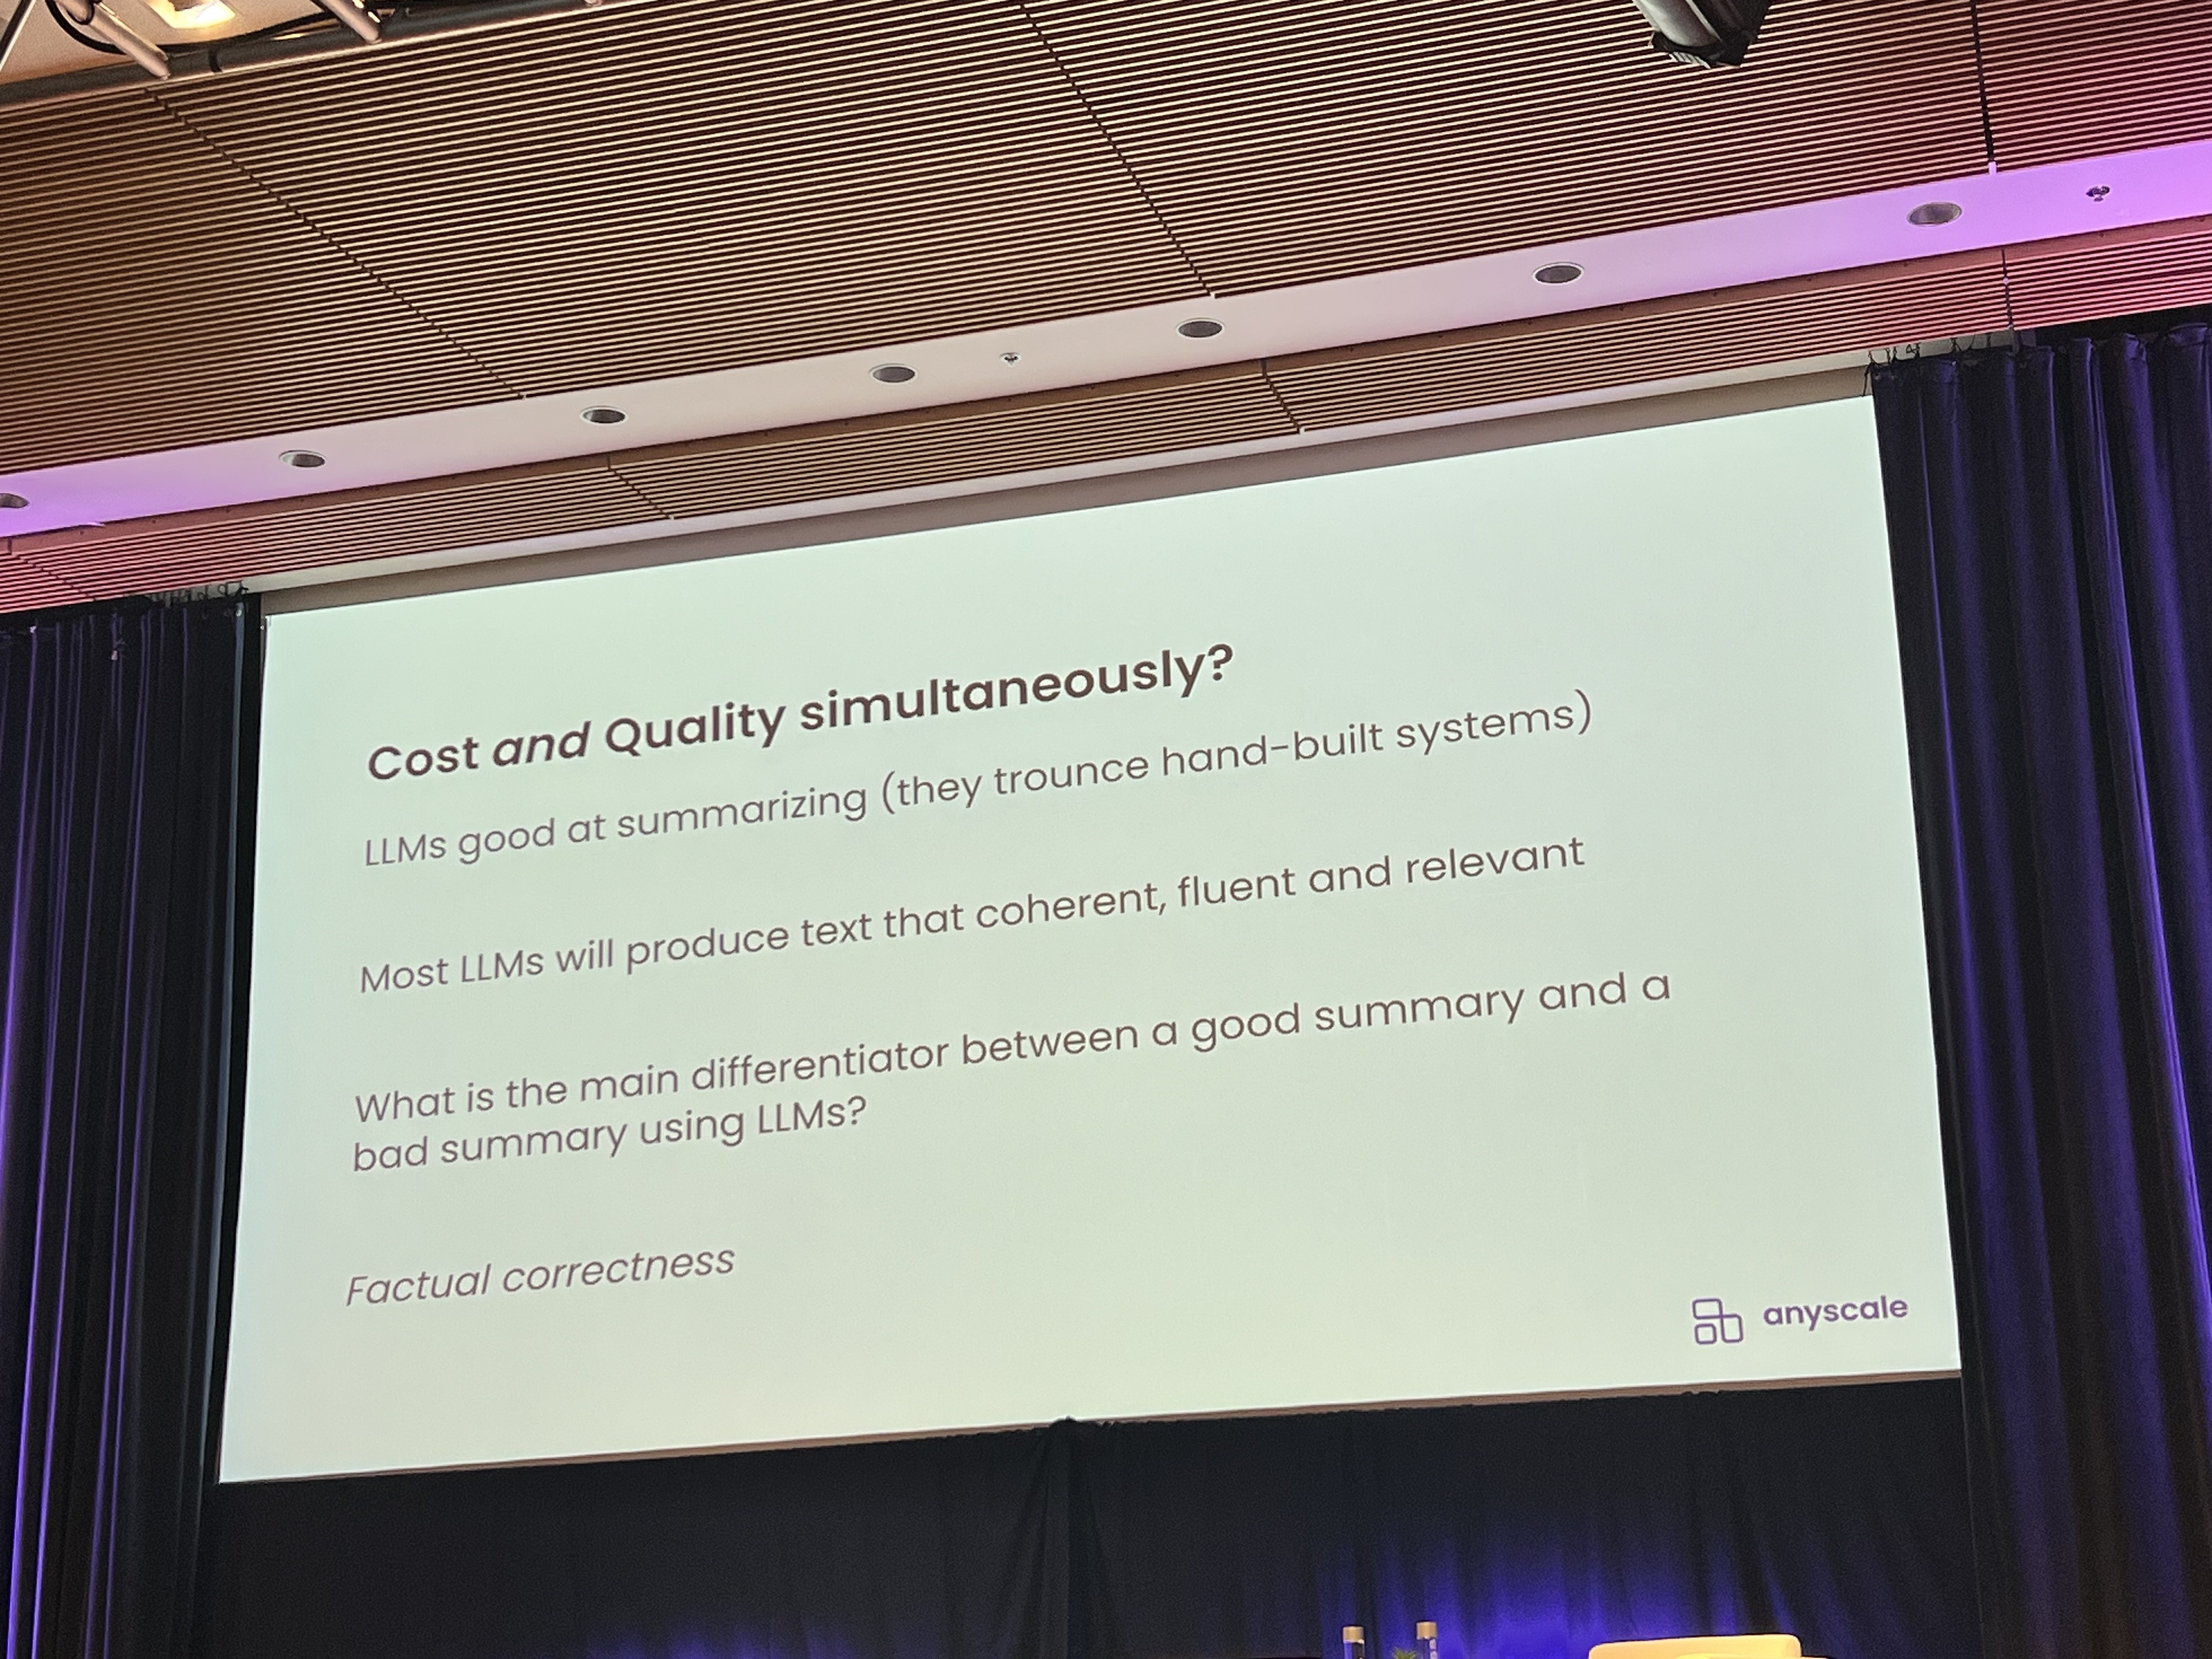 Cost and Quality simultaneously?
LLMs good at summarizing (they trounce hand-built systems)
Most LLMs will produce text that coherent, fluent and relevant
What is the main differentiator between a good summary and a
bad summary using LLMs?
Factual correctness
anyscale